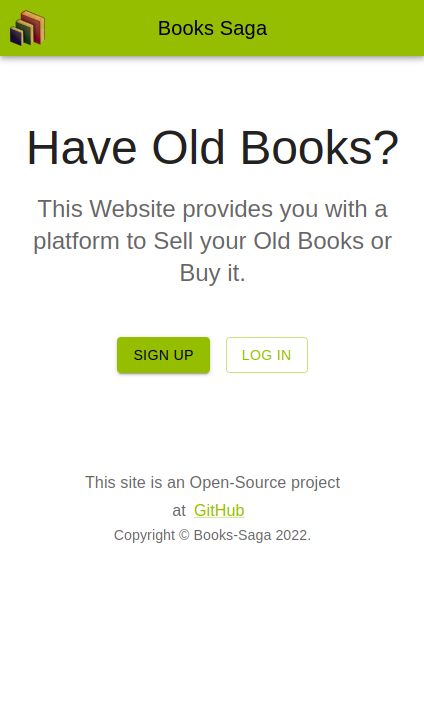 Books Saga
Have Old Books?
This Website provides you with a
platform to Sell your Old Books or
Buy it.
SIGN UP LOG IN
This site is an Open-Source project
at GitHub
Copyright © Books-Saga 2022.